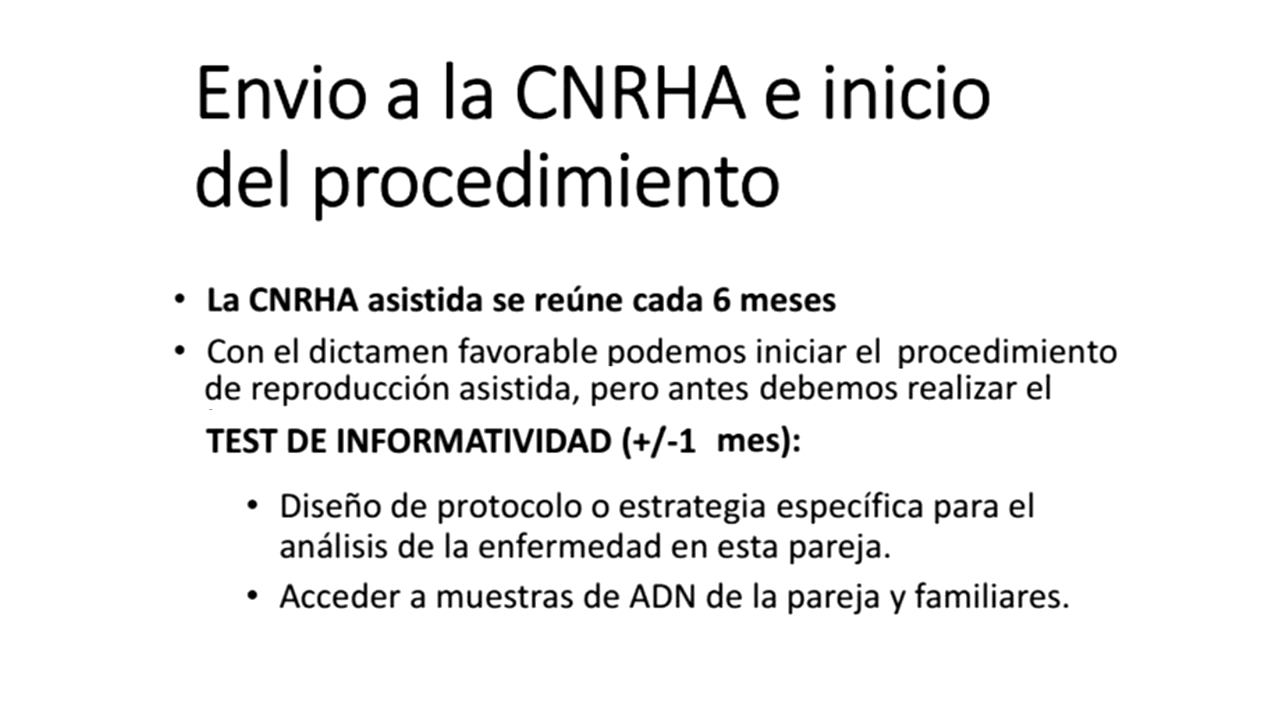 Envio a la CNRHA e inicio
del procedimiento
• La CNRHA asistida se reúne cada 6 meses
• Con el dictamen favorable podemos iniciar el procedimiento
de reproducción asistida, pero antes debemos realizar el
TEST DE INFORMATIVIDAD (+/-1 mes):
• Diseño de protocolo o estrategia específica para el
análisis de la enfermedad en esta pareja.
• Acceder a muestras de ADN de la pareja y familiares.